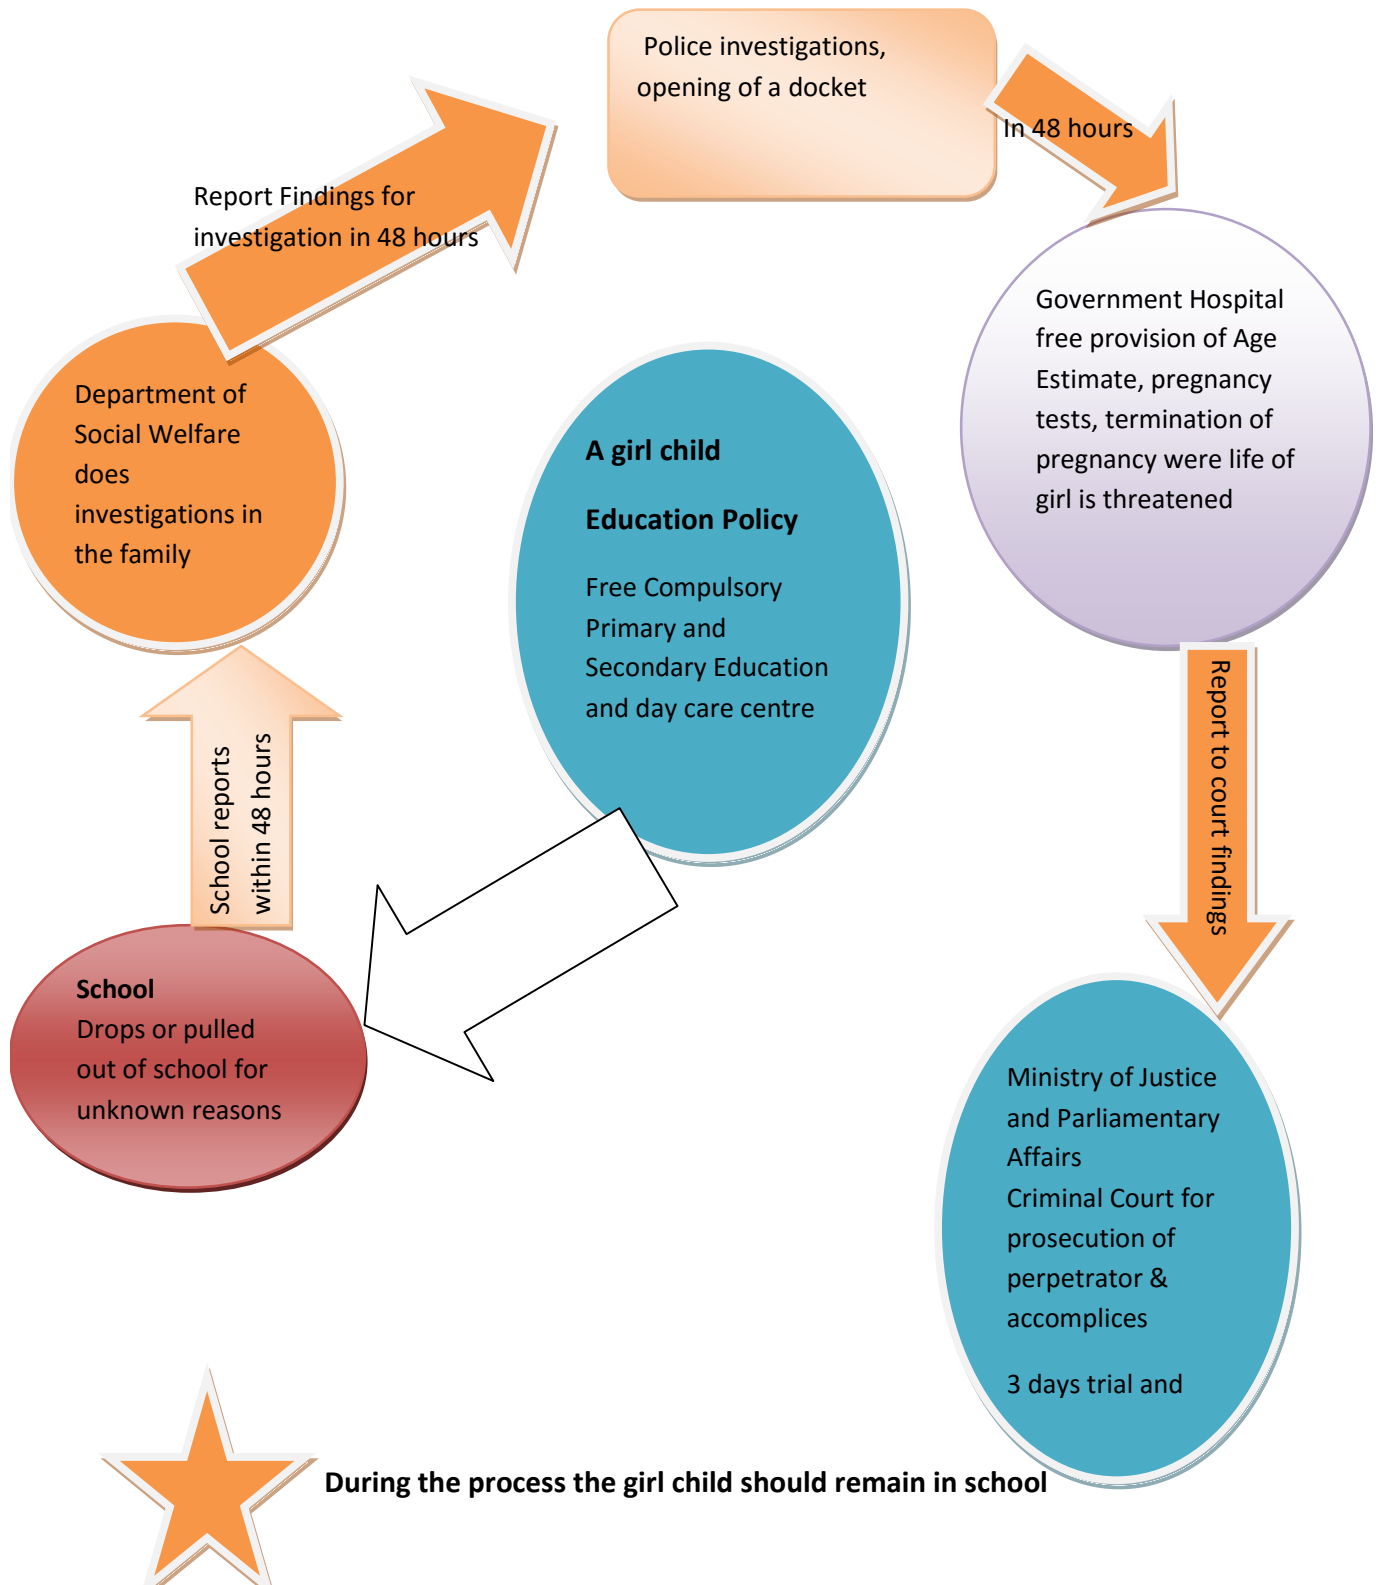 Police investigations,
opening of a docket
In 48 hours
Report Findings for
investigation in 48 hours
Government Hospital
free provision of Age
Estimate, pregnancy
tests, termination of
pregnancy were life of
girl is threatened
Department of
Social Welfare
does
investigations in
the family
A girl child
Education Policy
Free Compulsory
Primary and
Secondary Education
and day care centre
School reports
within 48 hours
Report to court findings
School
Drops or pulled
out of school for
unknown reasons
Ministry of Justice
and Parliamentary
Affairs
Criminal Court for
prosecution of
perpetrator &
accomplices
3 days trial and
During the process the girl child should remain in school